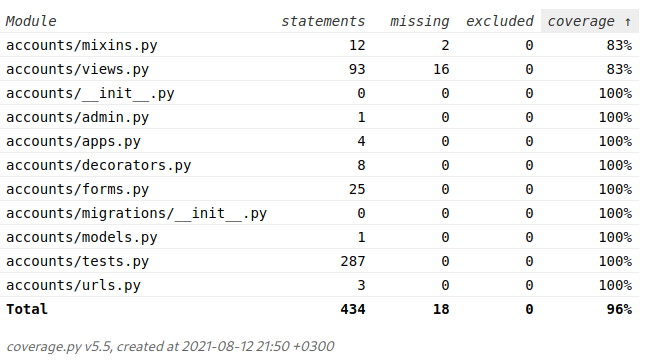 Module statements missing excluded coverage ↑
accounts/mixins.py 12 2 0 83%
accounts/views.py 93 16 0 83%
accounts/__init__.py 0 0 0 100%
accounts/admin.py 1 0 0 100%
accounts/apps.py 4 0 0 100%
accounts/decorators.py 8 0 0 100%
accounts/forms.py 25 0 0 100%
accounts/migrations/__init__.py 0 0 0 100%
accounts/models.py 1 0 0 100%
accounts/tests.py 287 0 0 100%
accounts/urls.py 3 0 0 100%
Total 434 18 0 96%
coverage.py v5.5, created at 2021-08-12 21:50 +0300